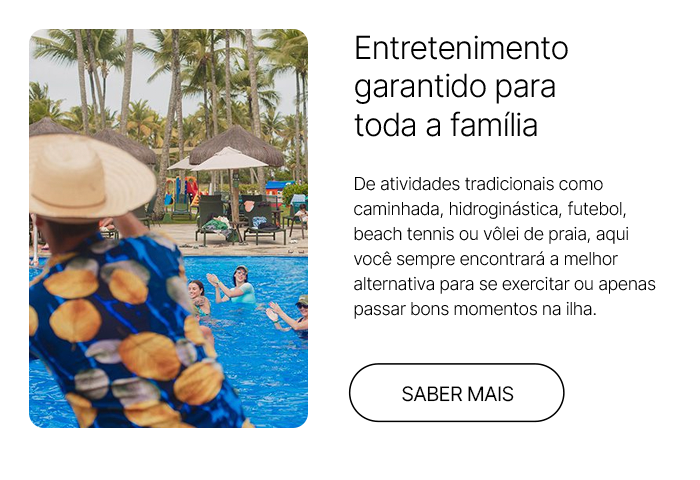 Entretenimento
garantido para
toda a família
De atividades tradicionais como
caminhada, hidroginástica, futebol,
beach tennis ou vôlei de praia, aqui
você sempre encontrará a melhor
alternativa para se exercitar ou apenas
passar bons momentos na ilha.
SABER MAIS